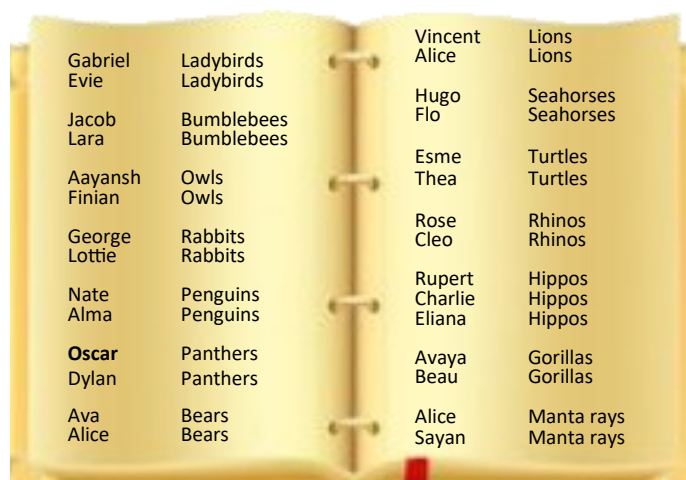 Gabriel Ladybirds
Evie Ladybirds
Jacob Bumblebees
Lara Bumblebees
Aayansh Owls
Finian Owls
George Rabbits
Lottie Rabbits
Nate Penguins
Alma Penguins
Oscar Panthers
Dylan Panthers
Ava Bears
Alice Bears
Vincent Lions
Alice Lions
Hugo Seahorses
Flo Seahorses
Esme Turtles
Thea Turtles
Rose Rhinos
Cleo Rhinos
Rupert Hippos
Charlie Hippos
Eliana Hippos
Avaya Gorillas
Beau Gorillas
Alice Manta rays
Sayan Manta rays